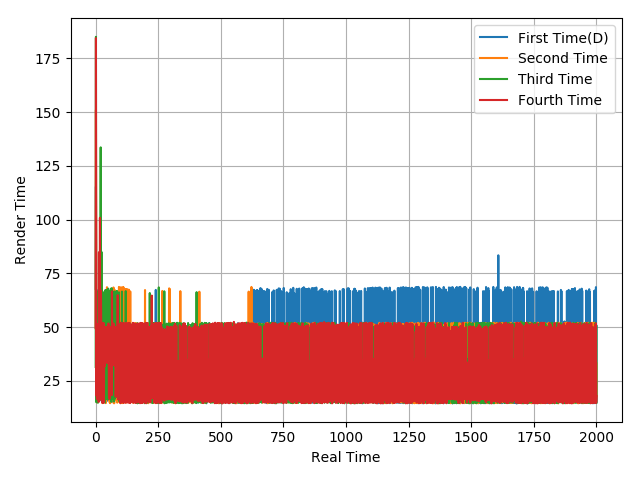 First Time(D)
Second Time
Third Time
Fourth Time
Render Time
175
150
125
100
75
50
25
0 250 500 750 1000 1250 1500 1750 2000
Real Time